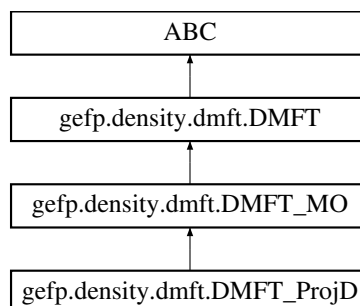 ABC
gefp.density.dmft.DMFT
gefp.density.dmft.DMFT_MO
gefp.density.dmft.DMFT_ProjD